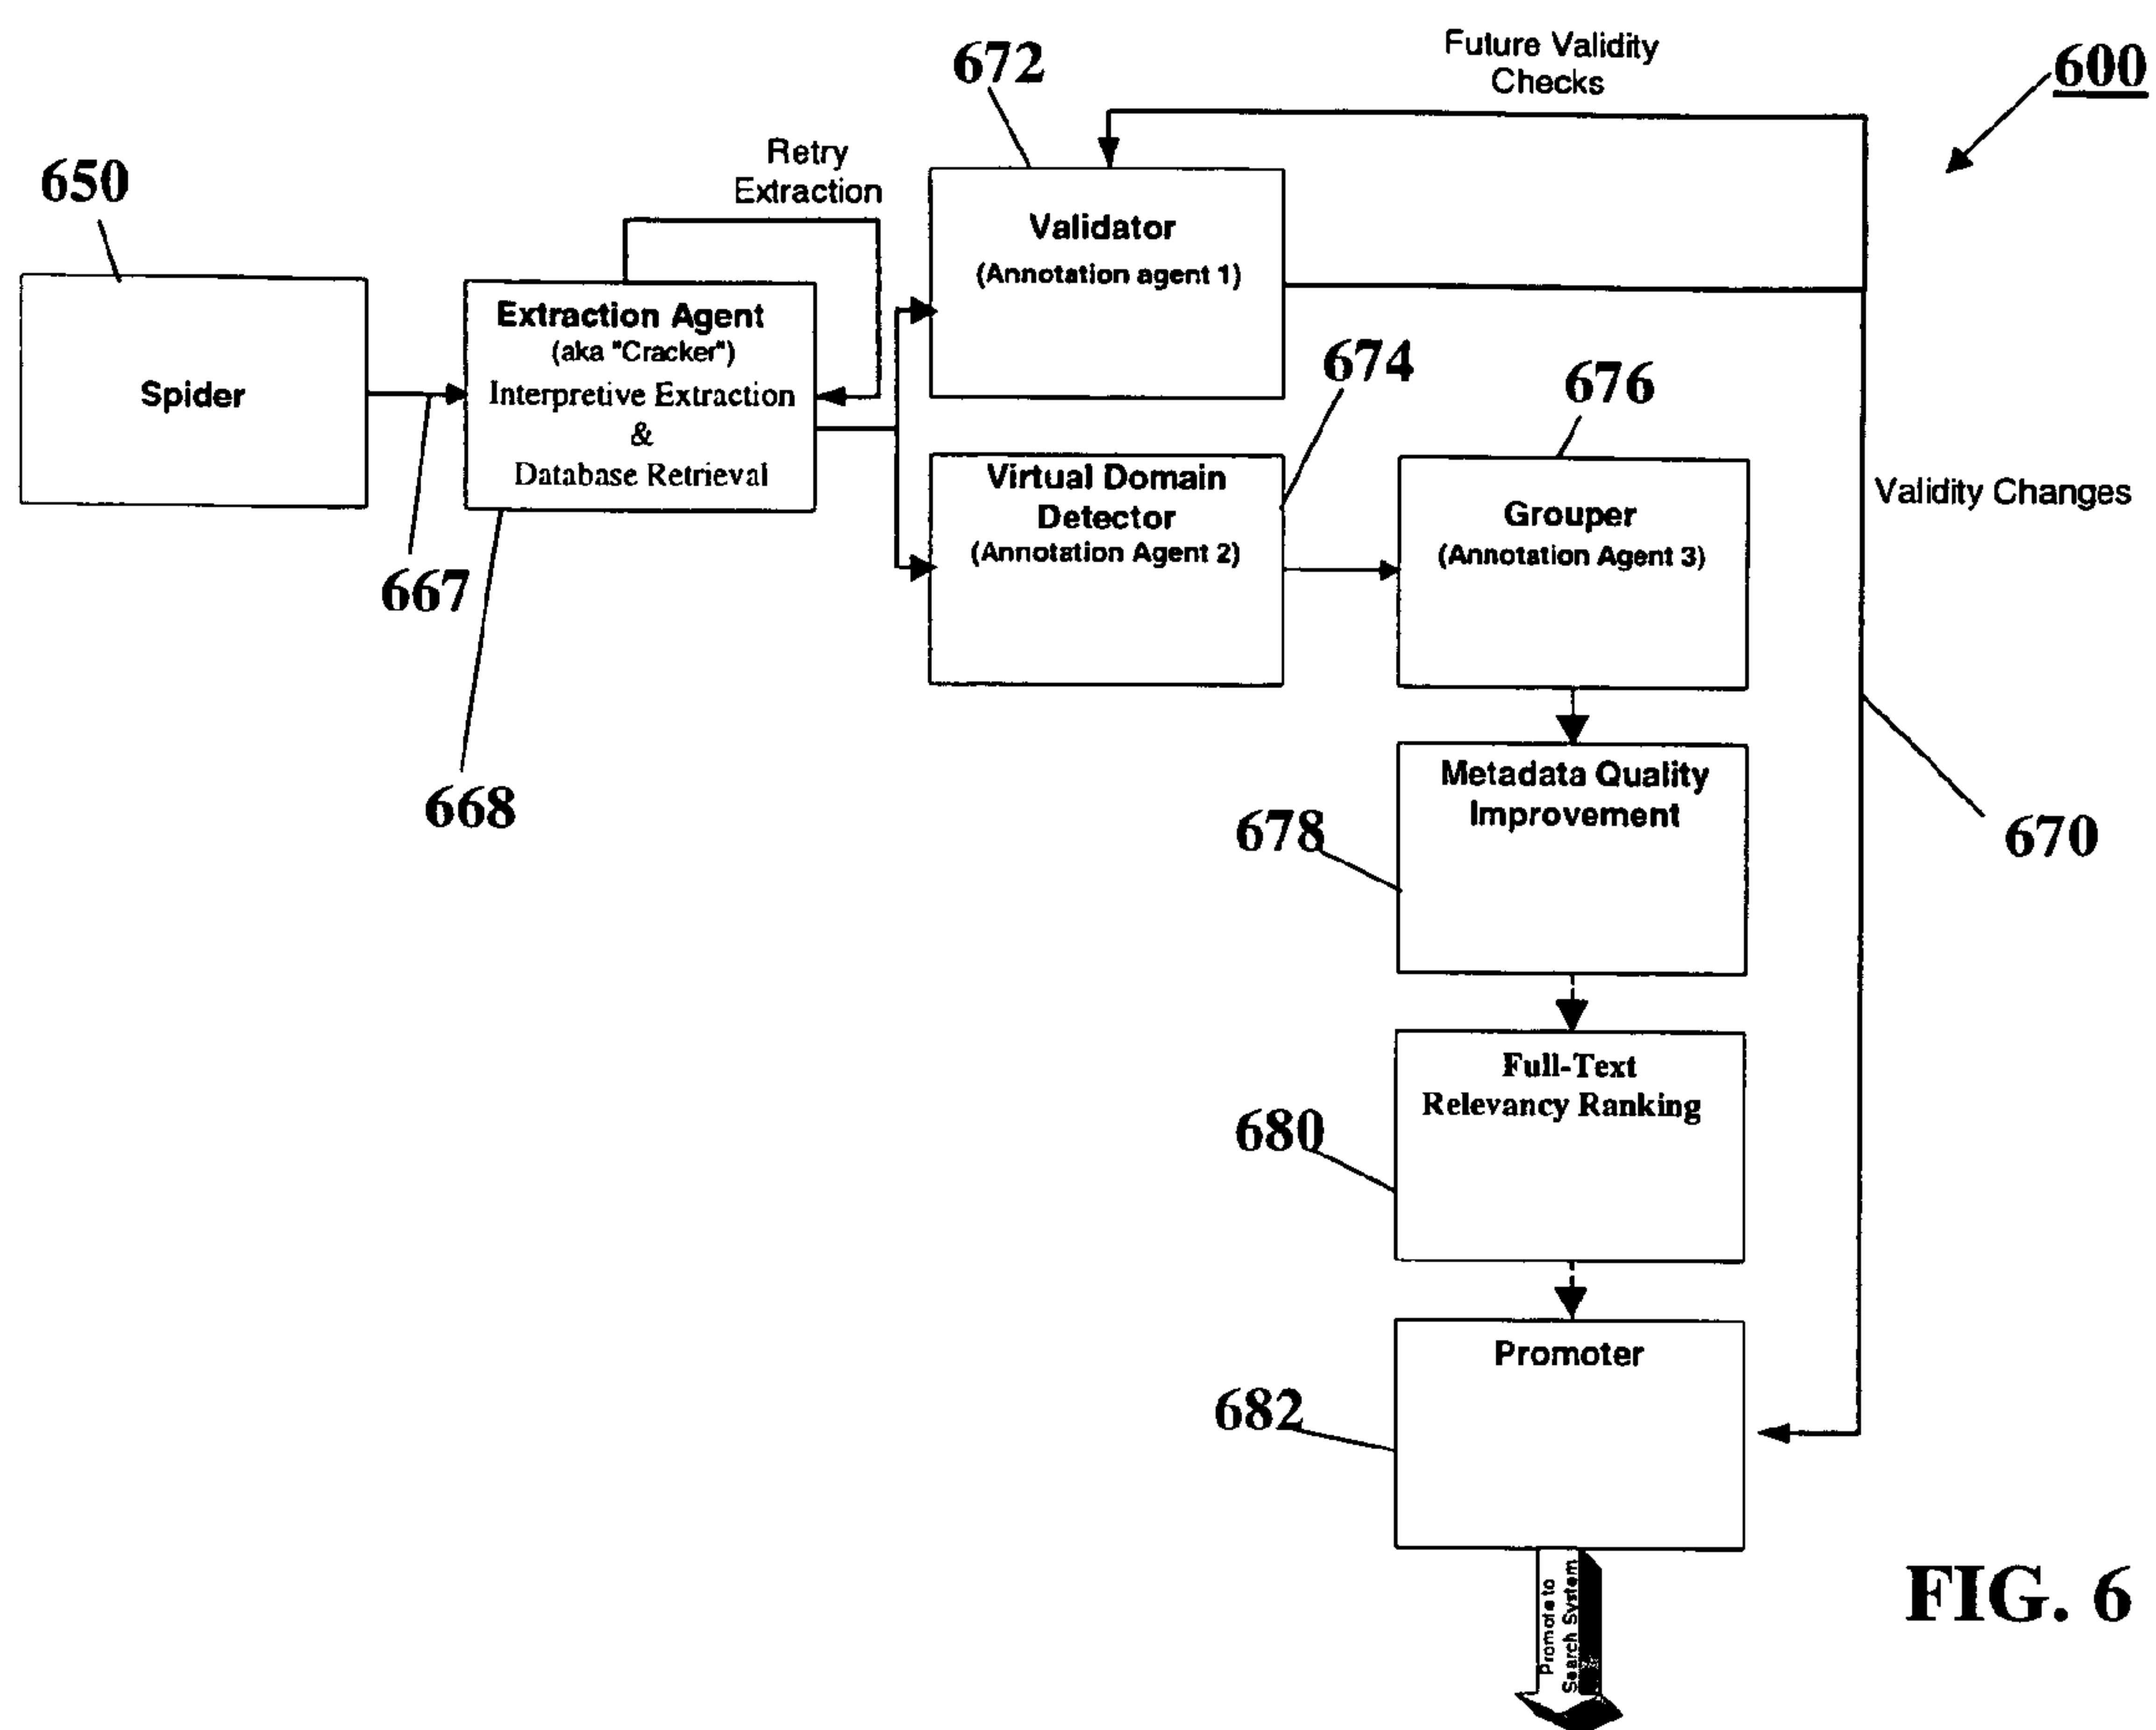 672
Future Validity
Checks
600
Retry
Extraction
650
Validator
(Annotation agent 1)
Extraction Agent
(aka "Cracker")
Interpretive Extraction
&
Database Retrieval
Spider
674
676
Virtual Domain
Detector
(Annotation Agent 2)
Grouper
(Annotation Agent 3)
Validity Changes
667
668
Metadata Quality
Improvement
678
670
Full-Text
Relevancy Ranking
680
Promoter
682
Promote to
Search System
FIG. 6